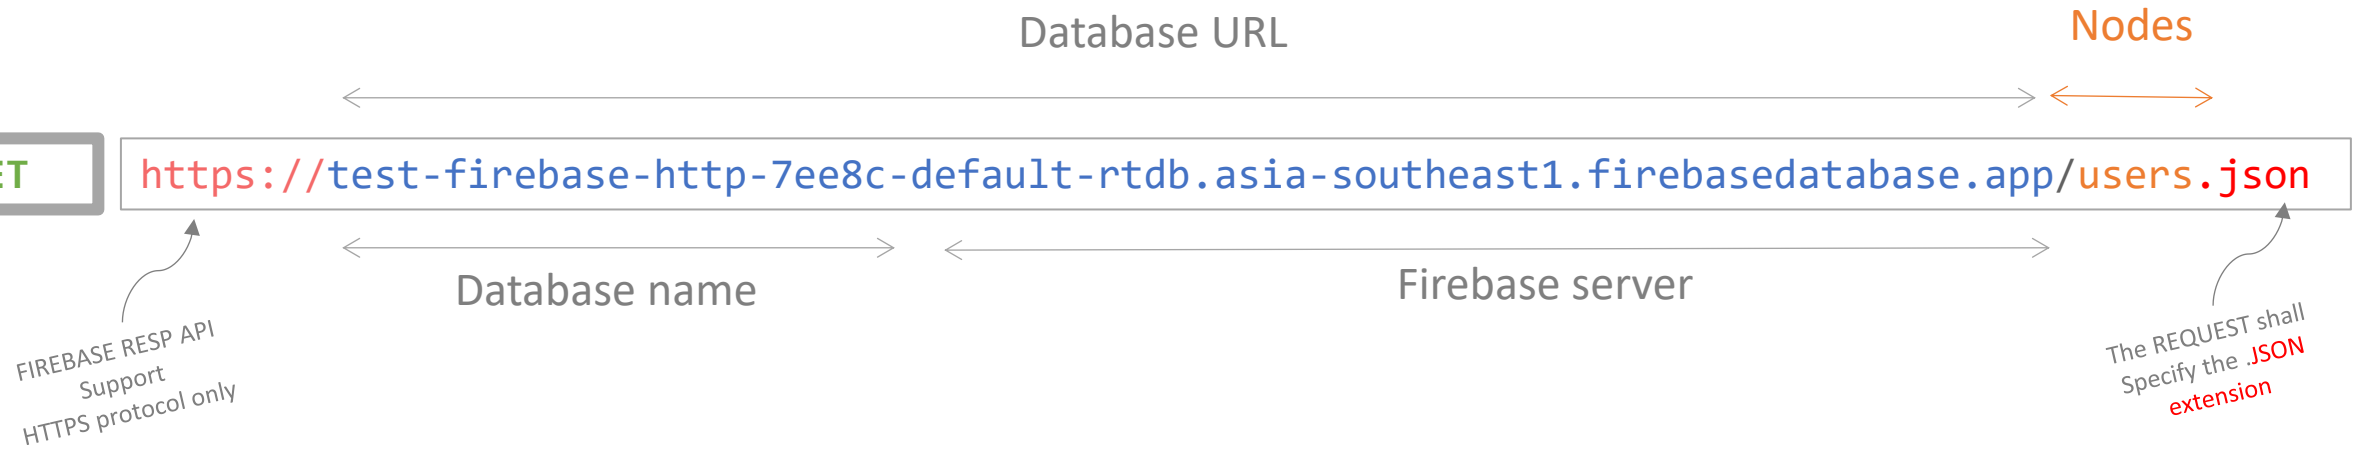 Database URL
Nodes
ET
https://test-firebase-http-7ee8c-default-rtdb.asia-southeast1.firebasedatabase.app/users.json
Database name
Firebase server
FIREBASE RESP API
Support
HTTPS protocol only
The REQUEST shall
Specify the .JSON
extension